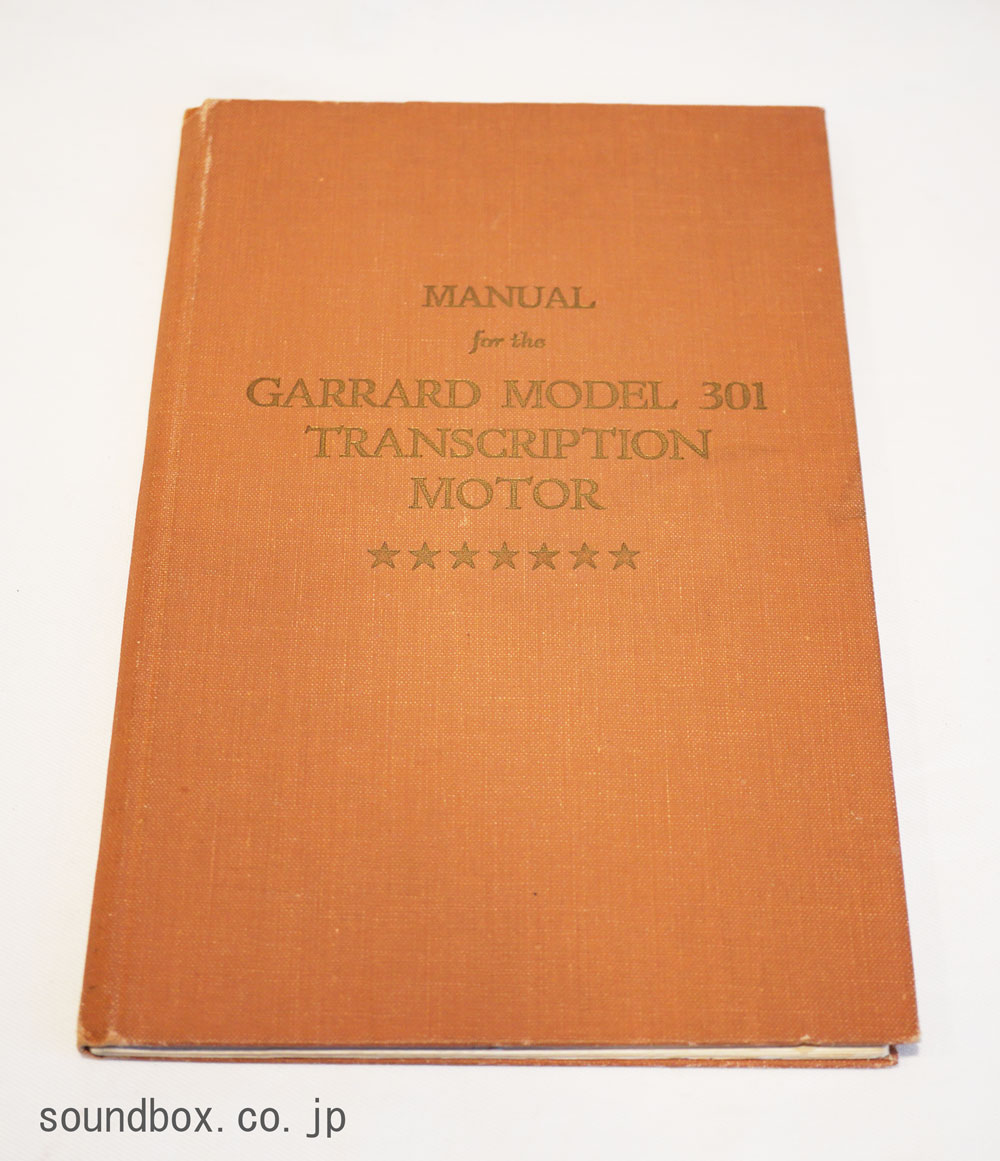 MANUAL
for the
GARRARD MODEL 301
TRANSCRIPTION
MOTOR
★★★★★★★
soundbox.co.jp